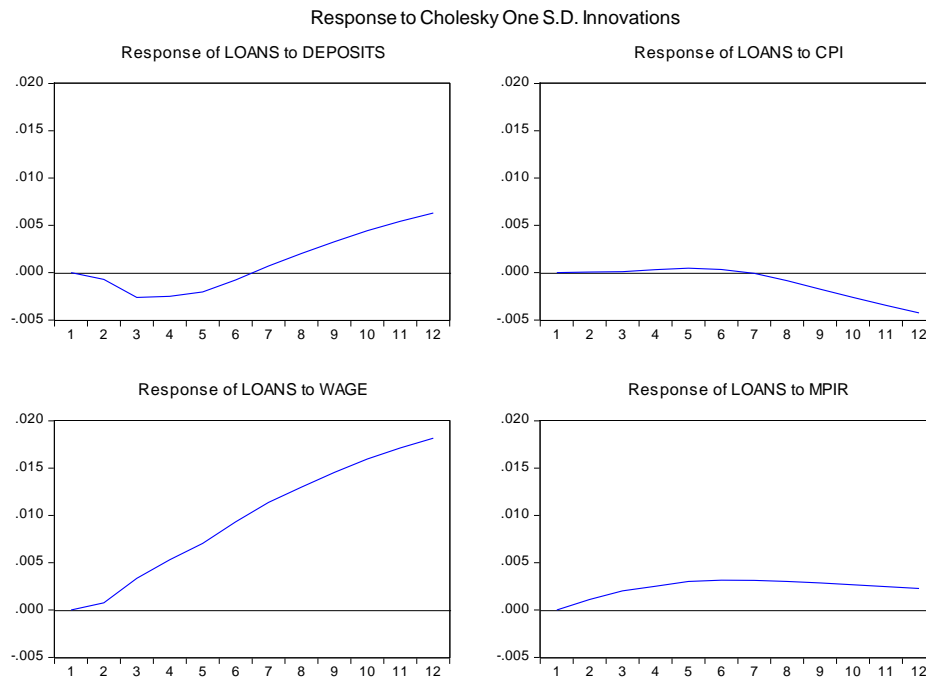 Response to Cholesky One S.D. Innovations
Response of LOANS to DEPOSITS
.020
.015
.010
.005
.000
-.005
1 2 3 4 5 6 7 8 9 10 11 12
Response of LOANS to CPI
.020
.015
.010
.005
.000
-.005
1 2 3 4 5 6 7 8 9 10 11 12
Response of LOANS to WAGE
.020
.015
.010
.005
.000
-.005
1 2 3 4 5 6 7 8 9 10 11 12
Response of LOANS to MPIR
.020
.015
.010
.005
.000
-.005
1 2 3 4 5 6 7 8 9 10 11 12